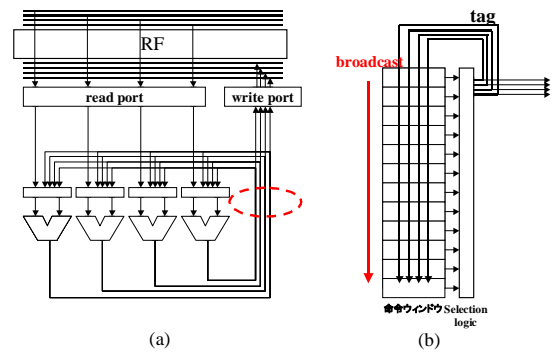 RF
read port
write port
(a)
tag
broadcast
命令ウィンドウ
Selection
logic
(b)